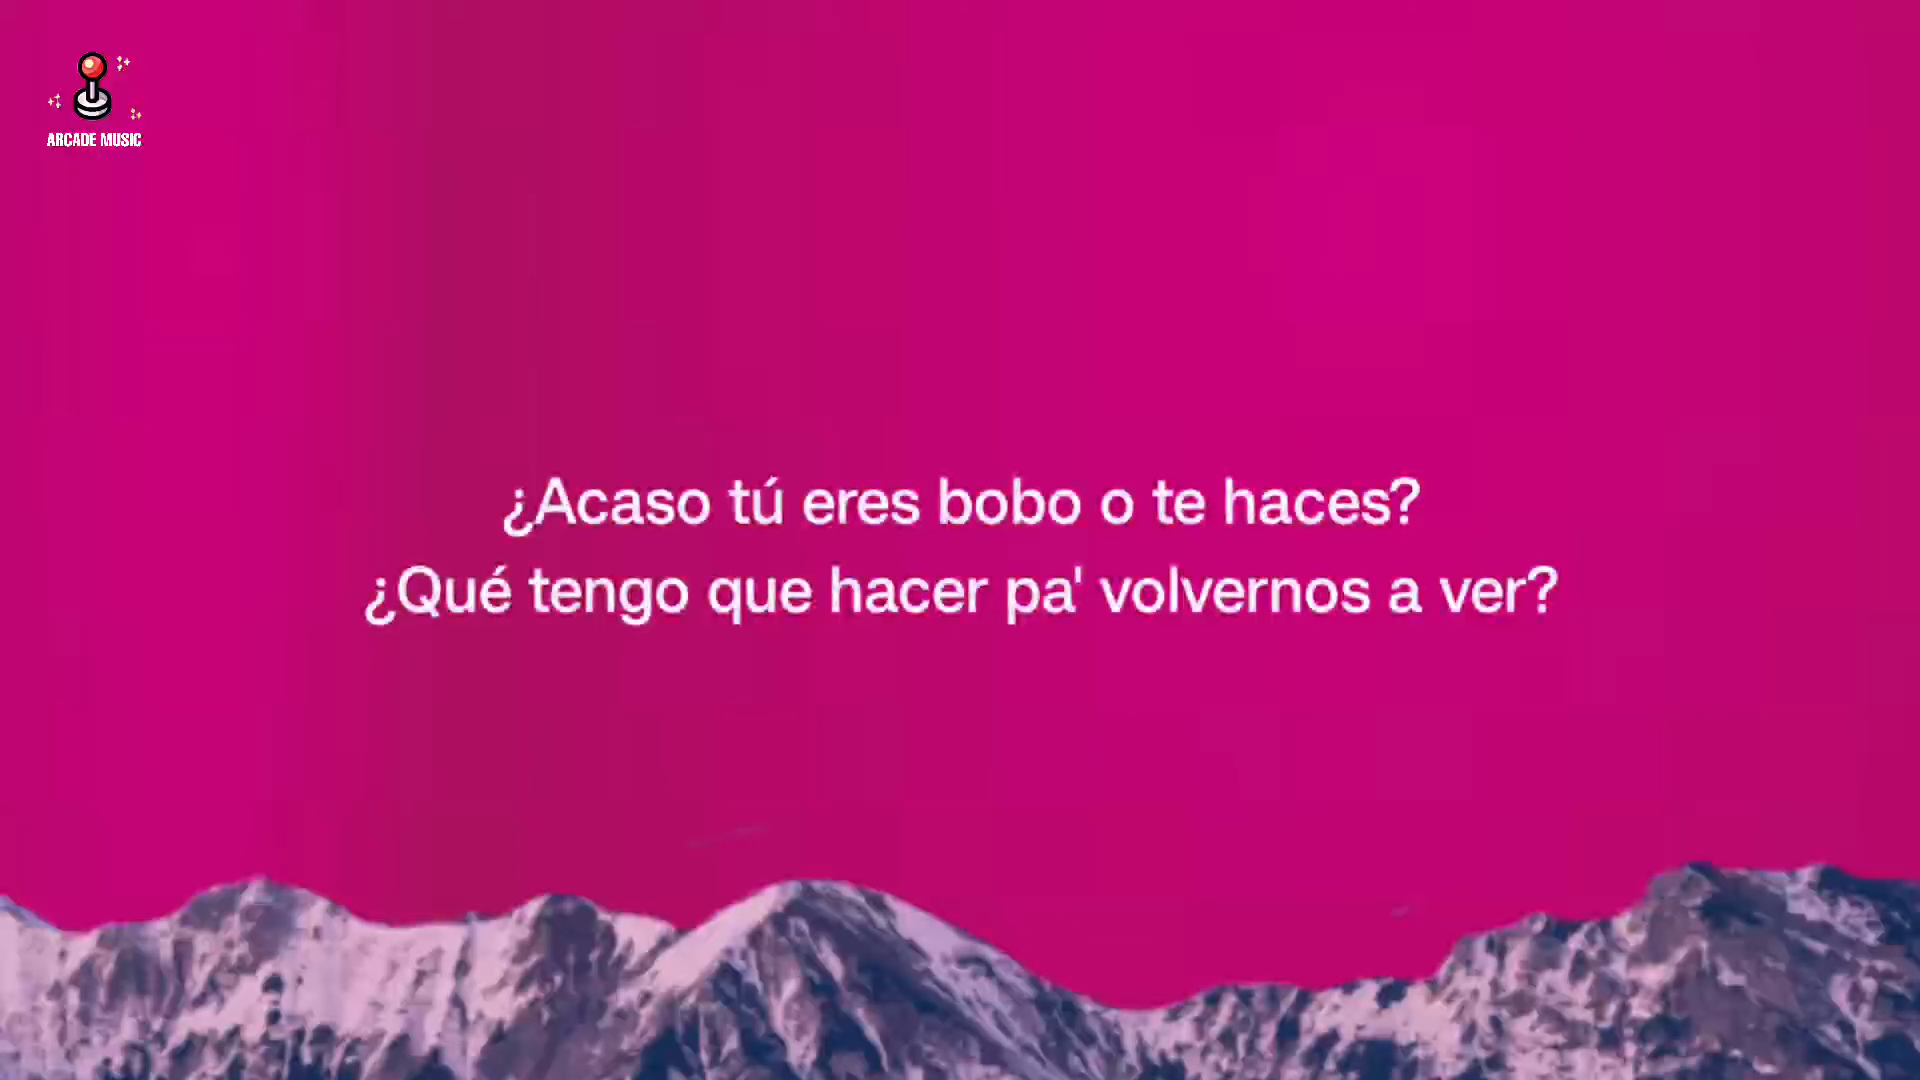 ARCADE MUSIC
¿Acaso tú eres bobo o te haces?
¿Qué tengo que hacer pa' volvernos a ver?